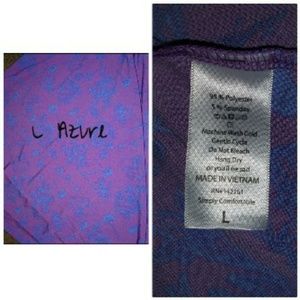 L Azure
95% Polyester
5% Spandex
Machine Wash Cold
Gentle Cycle
Do Not Bleach
Hang Dry
or you'll be sad
MADE IN VIETNAM
Simply Comfortable
L